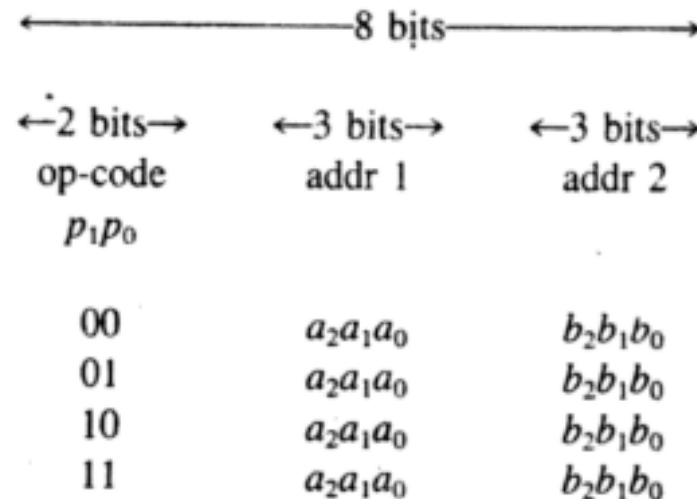 ←8 bits→
←2 bits→ ←3 bits→ ←3 bits→
op-code addr 1 addr 2
p₁p₀
00 a₂a₁a₀ b₂b₁b₀
01 a₂a₁a₀ b₂b₁b₀
10 a₂a₁a₀ b₂b₁b₀
11 a₂a₁a₀ b₂b₁b₀